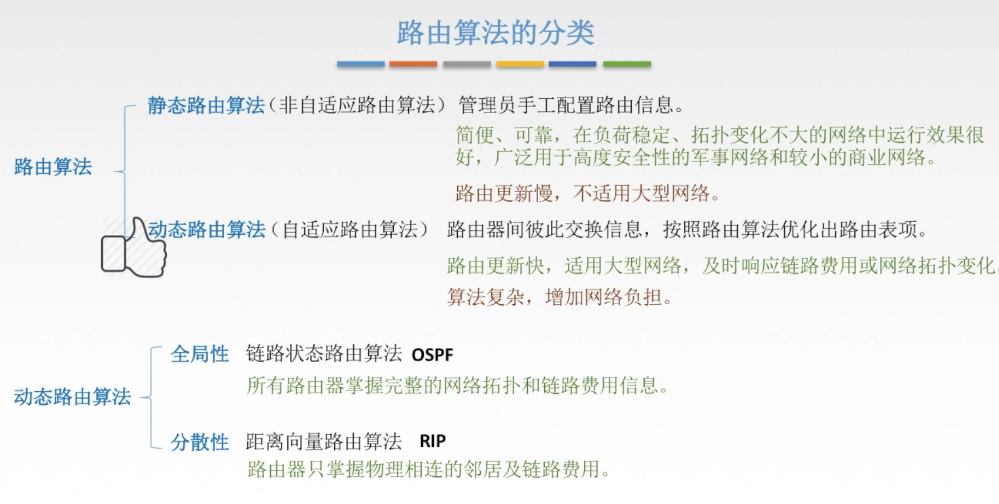 路由算法的分类
静态路由算法（非自适应路由算法） 管理员手工配置路由信息。
简便、可靠，在负荷稳定、拓扑变化不大的网络中运行效果很
好，广泛用于高度安全性的军事网络和较小的商业网络。
路由算法
路由更新慢，不适用大型网络。
动态路由算法（自适应路由算法） 路由器间彼此交换信息，按照路由算法优化出路由表项。
路由更新快，适用大型网络，及时响应链路费用或网络拓扑变化。
算法复杂，增加网络负担。
全局性 链路状态路由算法 OSPF
所有路由器掌握完整的网络拓扑和链路费用信息。
动态路由算法
分散性 距离向量路由算法 RIP
路由器只掌握物理相连的邻居及链路费用。